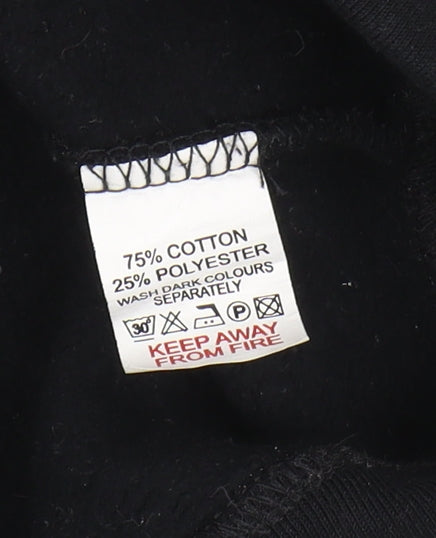 75% COTTON
25% POLYESTER
WASH DARK COLOURS
SEPARATELY
30° P
KEEP AWAY
FROM FIRE